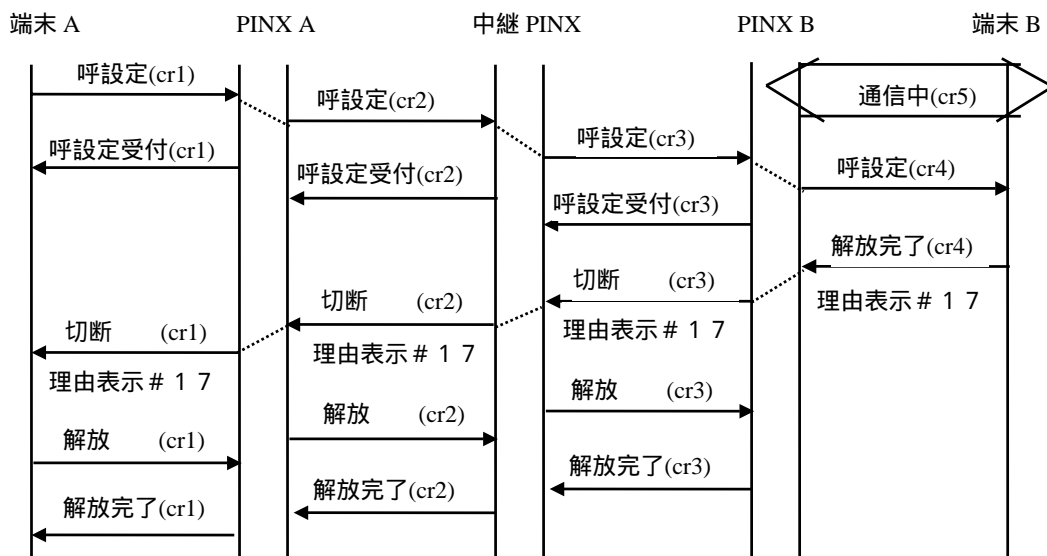 端末 A PINX A 中継 PINX PINX B 端末 B
呼設定(cr1)
呼設定(cr2)
通信中(cr5)
呼設定受付(cr1)
呼設定(cr3)
呼設定受付(cr2)
呼設定(cr4)
呼設定受付(cr3)
解放完了(cr4)
切断 (cr3)
切断 (cr2)
理由表示#17
切断 (cr1)
理由表示#17
理由表示#17
理由表示#17
解放 (cr3)
解放 (cr2)
解放 (cr1)
解放完了(cr3)
解放完了(cr2)
解放完了(cr1)